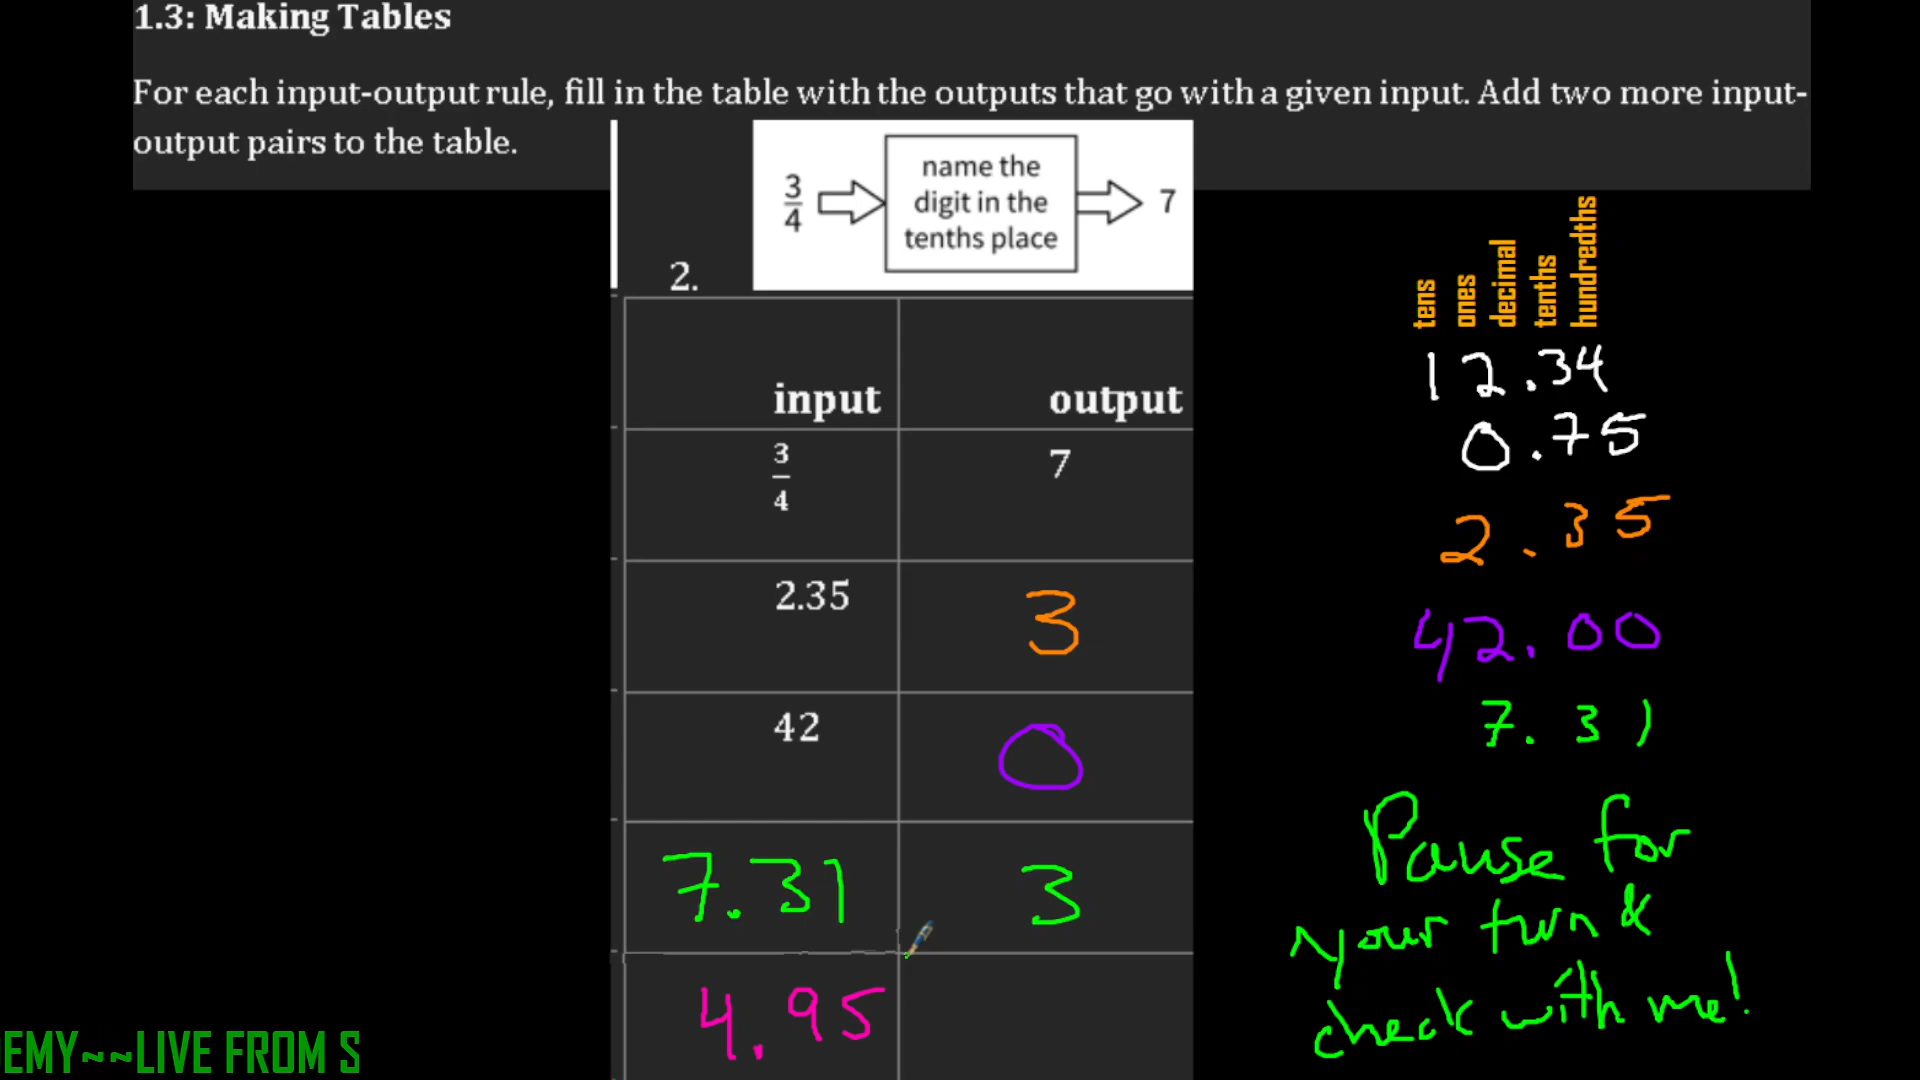 1.3: Making Tables
For each input-output rule, fill in the table with the outputs that go with a given input. Add two more input-
output pairs to the table.
2.
3/4
name the
digit in the
tenths place
7
input output
3/4 7
2.35 3
42 0
7.31 3
4.95
tens ones decimal tenths hundredths
12.34
0.75
2.35
42.00
7.31
Pause for
your turn &
check with me!
EMY~~LIVE FROM S